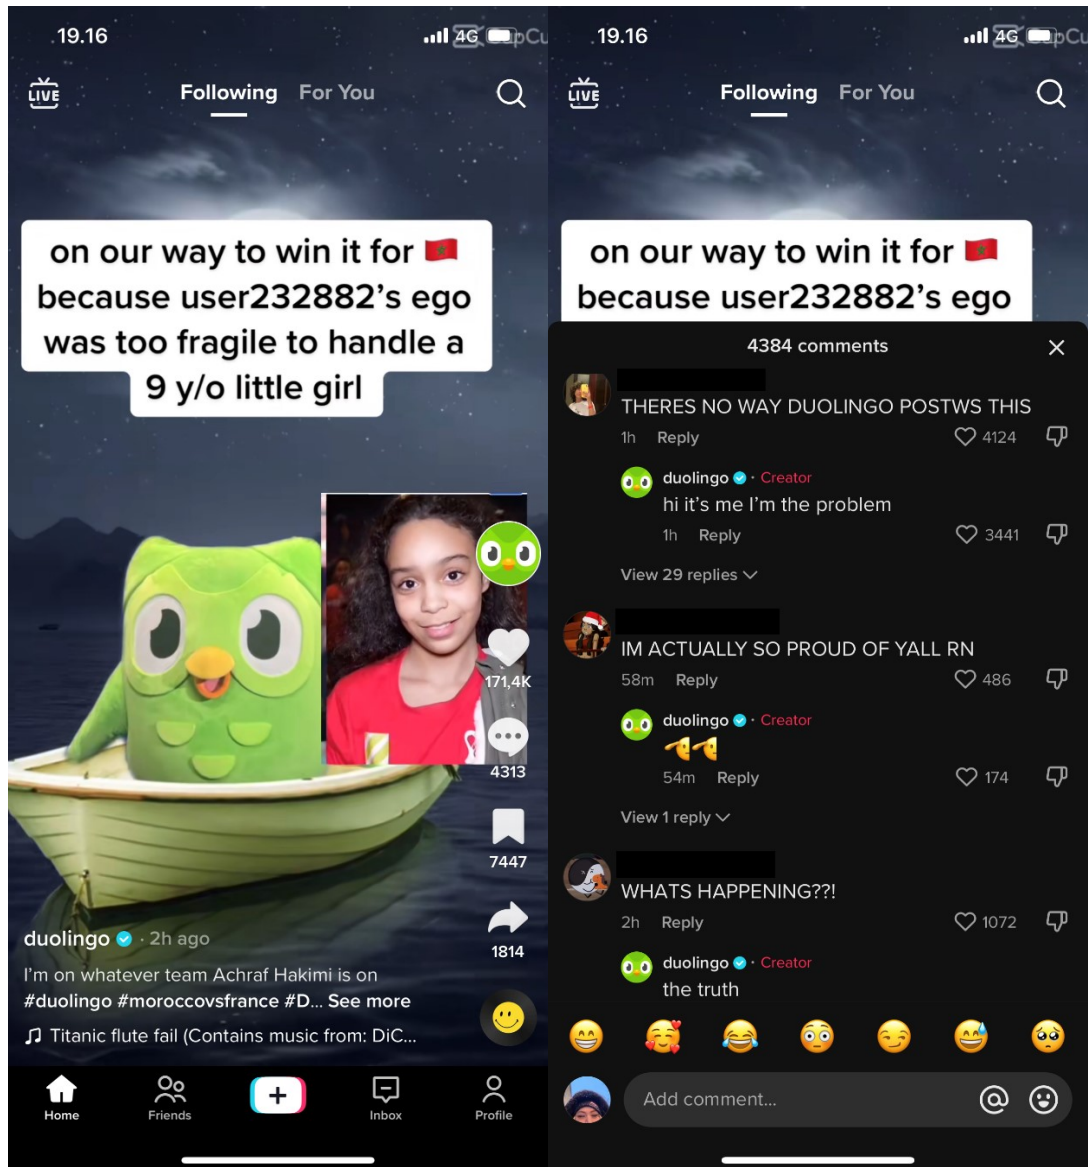 19.16
4G
CapCu
LIVE
Following For You
on our way to win it for 🇲🇦
because user232882’s ego
was too fragile to handle a
9 y/o little girl
171,4K
4313
7447
1814
duolingo · 2h ago
I'm on whatever team Achraf Hakimi is on
#duolingo #moroccovsfrance #D... See more
Titanic flute fail (Contains music from: DiC...
Home
Friends
Inbox
Profile
19.16
4G
CapCu
LIVE
Following For You
on our way to win it for 🇲🇦
because user232882’s ego
4384 comments
THERES NO WAY DUOLINGO POSTWS THIS
1h Reply 4124
duolingo · Creator
hi it's me I'm the problem
1h Reply 3441
View 29 replies
IM ACTUALLY SO PROUD OF YALL RN
58m Reply 486
duolingo · Creator
🫡🫡
54m Reply 174
View 1 reply
WHATS HAPPENING??!
2h Reply 1072
duolingo · Creator
the truth
😁 🥰 😂 😳 😏 😅 🥺
Add comment...